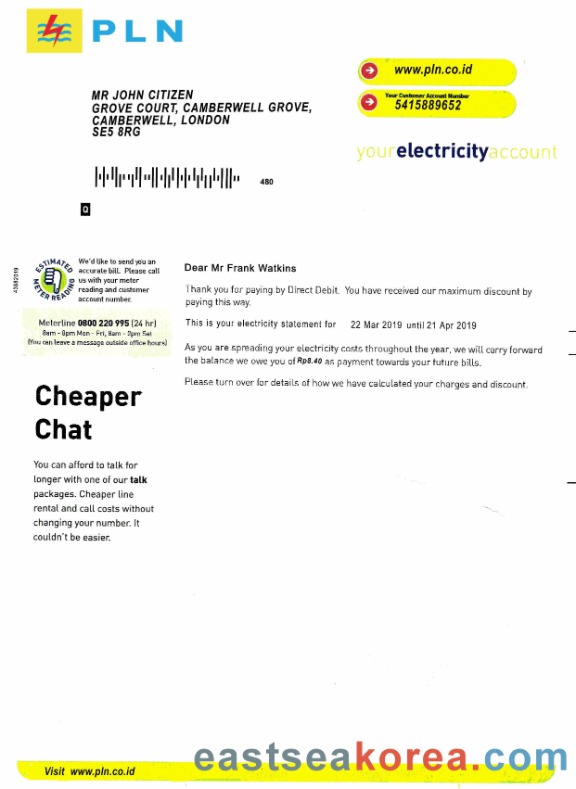 PLN
www.pln.co.id
Your Customer Account Number
5415889652
MR JOHN CITIZEN
GROVE COURT, CAMBERWELL GROVE,
CAMBERWELL, LONDON
SE5 8RG
yourelectricityaccount
480
Q
43882019
ESTIMATED
METER READING
We'd like to send you an
accurate bill. Please call
us with your meter
reading and customer
account number.
Meterline 0800 220 995 (24 hr)
8am - 8pm Mon - Fri, 8am - 2pm Sat
(You can leave a message outside office hours)
Dear Mr Frank Watkins
Thank you for paying by Direct Debit. You have received our maximum discount by
paying this way.
This is your electricity statement for 22 Mar 2019 until 21 Apr 2019
As you are spreading your electricity costs throughout the year, we will carry forward
the balance we owe you of Rp8.40 as payment towards your future bills.
Please turn over for details of how we have calculated your charges and discount.
Cheaper
Chat
You can afford to talk for
longer with one of our talk
packages. Cheaper line
rental and call costs without
changing your number. It
couldn't be easier.
eastseakorea.com
Visit www.pln.co.id